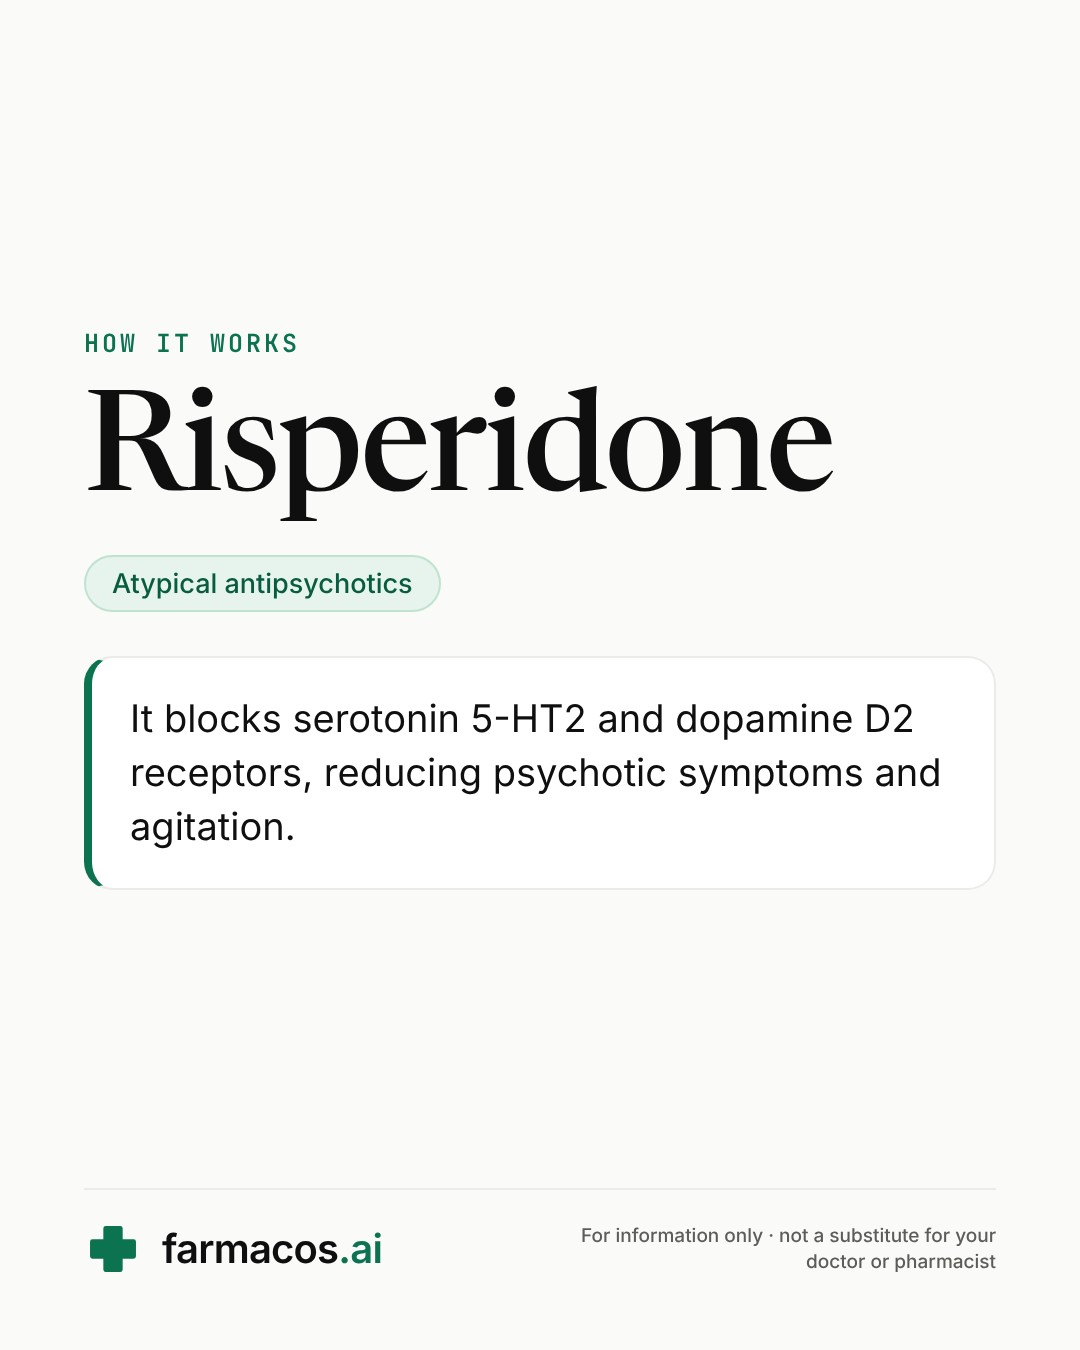 HOW IT WORKS
Risperidone
Atypical antipsychotics
It blocks serotonin 5-HT2 and dopamine D2
receptors, reducing psychotic symptoms and
agitation.
farmacos.ai
For information only · not a substitute for your
doctor or pharmacist